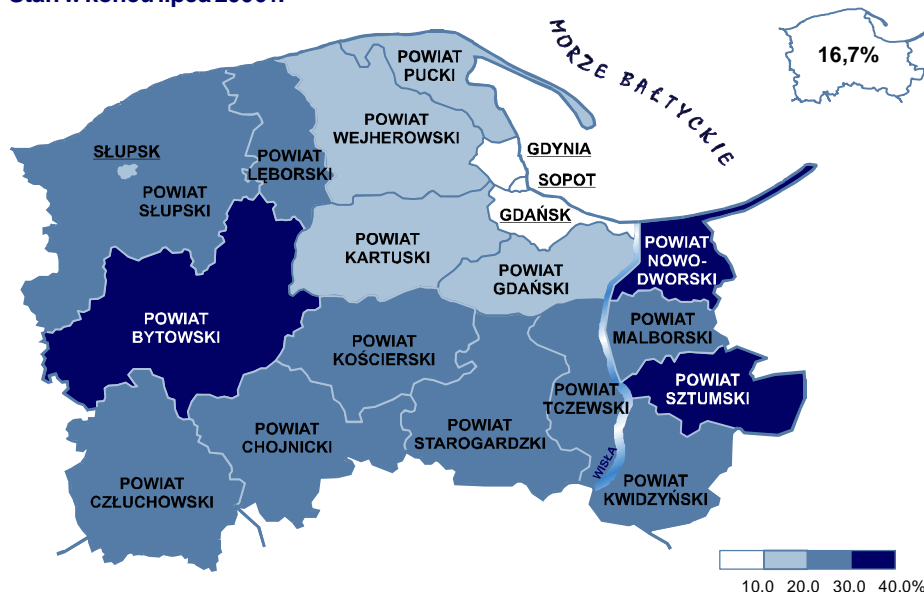 16,7%
MORZE BAŁTYCKIE
POWIAT
PUCKI
POWIAT
WEJHEROWSKI
GDYNIA
SŁUPSK
POWIAT
LĘBORSKI
SOPOT
POWIAT
SŁUPSKI
GDAŃSK
POWIAT
KARTUSKI
POWIAT
NOWO-
DWORSKI
POWIAT
GDAŃSKI
POWIAT
BYTOWSKI
POWIAT
MALBORSKI
POWIAT
KOŚCIERSKI
POWIAT
SZTUMSKI
POWIAT
TCZEWSKI
POWIAT
CHOJNICKI
POWIAT
STAROGARDZKI
WISŁA
POWIAT
CZŁUCHOWSKI
POWIAT
KWIDZYŃSKI
10.0 20.0 30.0 40.0%